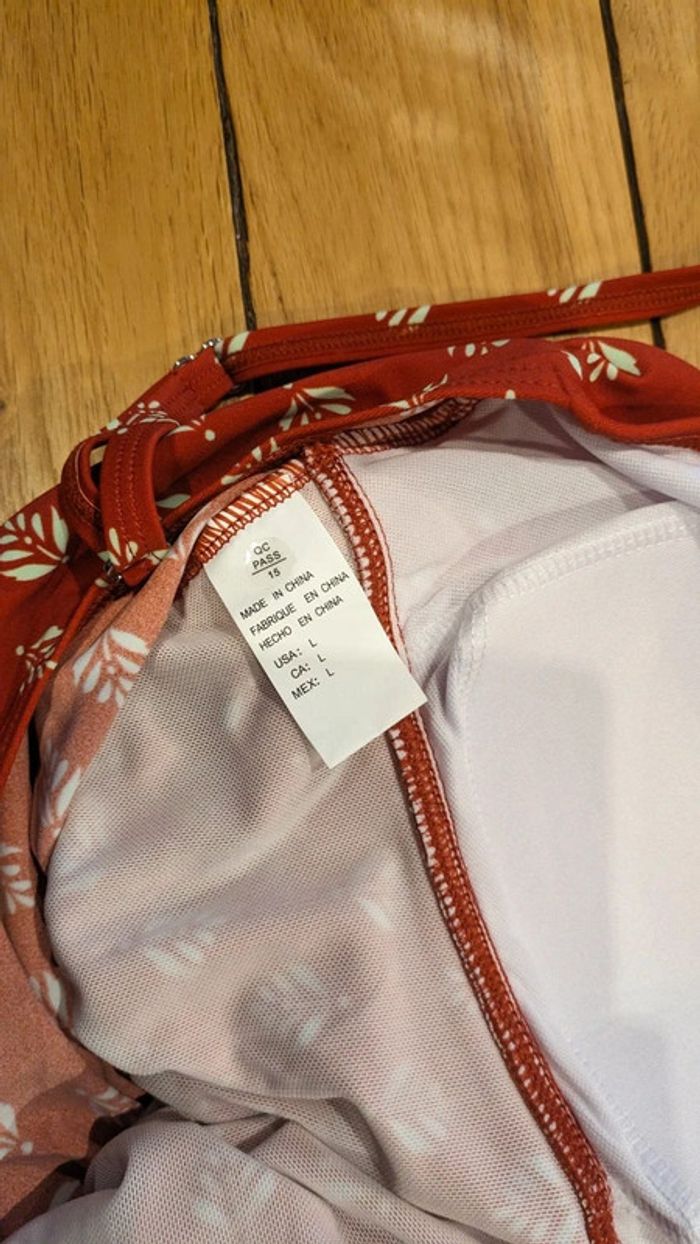 QC
PASS
15
MADE IN CHINA
FABRIQUE EN CHINA
HECHO EN CHINA
USA: L
CA: L
MEX: L